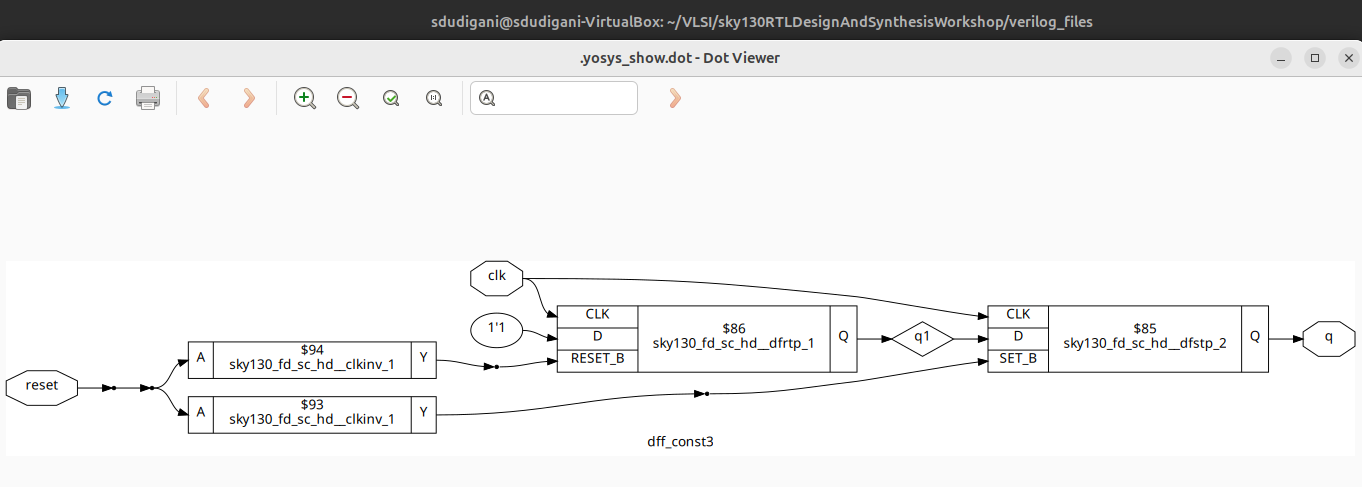 sdudigani@sdudigani-VirtualBox: ~/VLSI/sky130RTLDesignAndSynthesisWorkshop/verilog_files
.yosys_show.dot - Dot Viewer
clk
1'1
CLK
D
RESET_B
$86
sky130_fd_sc_hd__dfrtp_1
Q
q1
CLK
D
SET_B
$85
sky130_fd_sc_hd__dfstp_2
Q
q
reset
A
$94
sky130_fd_sc_hd__clkinv_1
Y
A
$93
sky130_fd_sc_hd__clkinv_1
Y
dff_const3